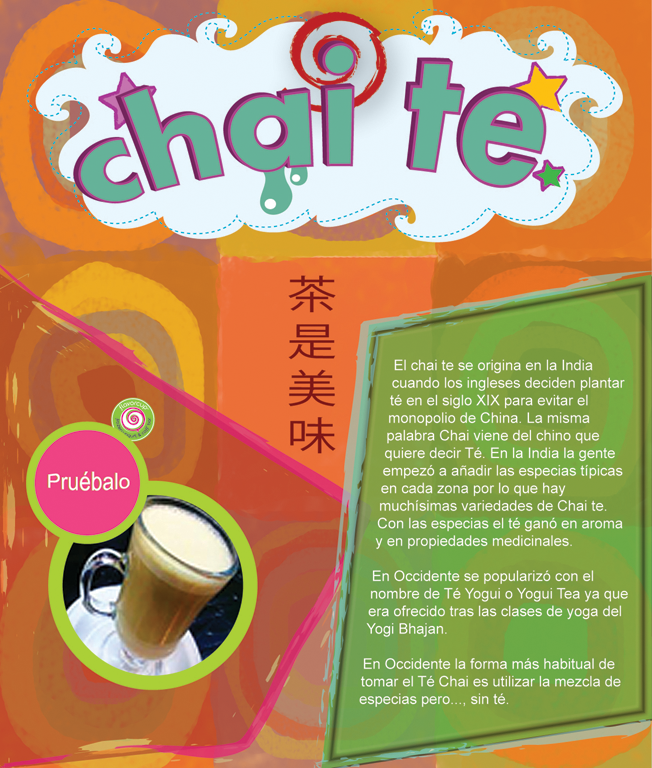 chai te
茶
是
美
味
El chai te se origina en la India
cuando los ingleses deciden plantar
té en el siglo XIX para evitar el
monopolio de China. La misma
palabra Chai viene del chino que
quiere decir Té. En la India la gente
empezó a añadir las especias típicas
en cada zona por lo que hay
muchísimas variedades de Chai te.
Con las especias el té ganó en aroma
y en propiedades medicinales.
En Occidente se popularizó con el
nombre de Té Yogui o Yogui Tea ya que
era ofrecido tras las clases de yoga del
Yogi Bhajan.
En Occidente la forma más habitual de
tomar el Té Chai es utilizar la mezcla de
especias pero..., sin té.
Pruébalo